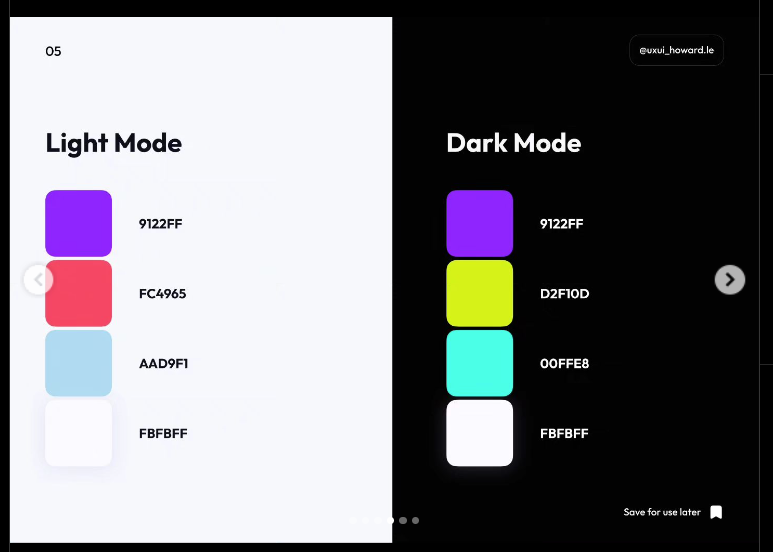 05
@uxui_howard.le
Light Mode
9122FF
FC4965
AAD9F1
FBFBFF
Dark Mode
9122FF
D2F10D
00FFE8
FBFBFF
Save for use later